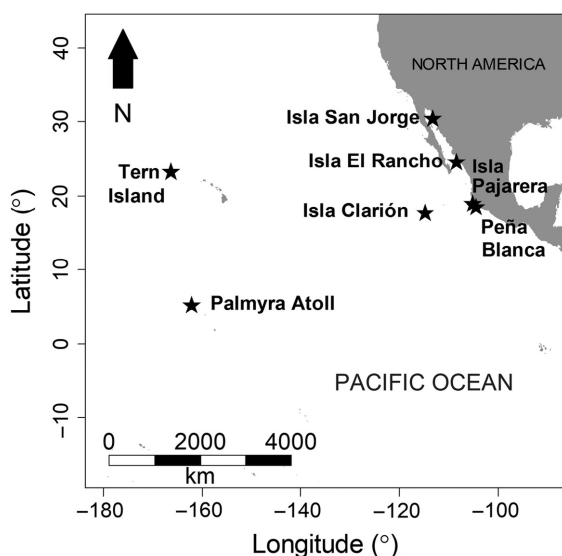 40
30
20
10
0
−10
Latitude (°)
N
NORTH AMERICA
Isla San Jorge
Isla El Rancho
Isla
Pajarera
Tern
Island
Isla Clarión
Peña
Blanca
Palmyra Atoll
PACIFIC OCEAN
0 2000 4000
km
−180 −160 −140 −120 −100
Longitude (°)